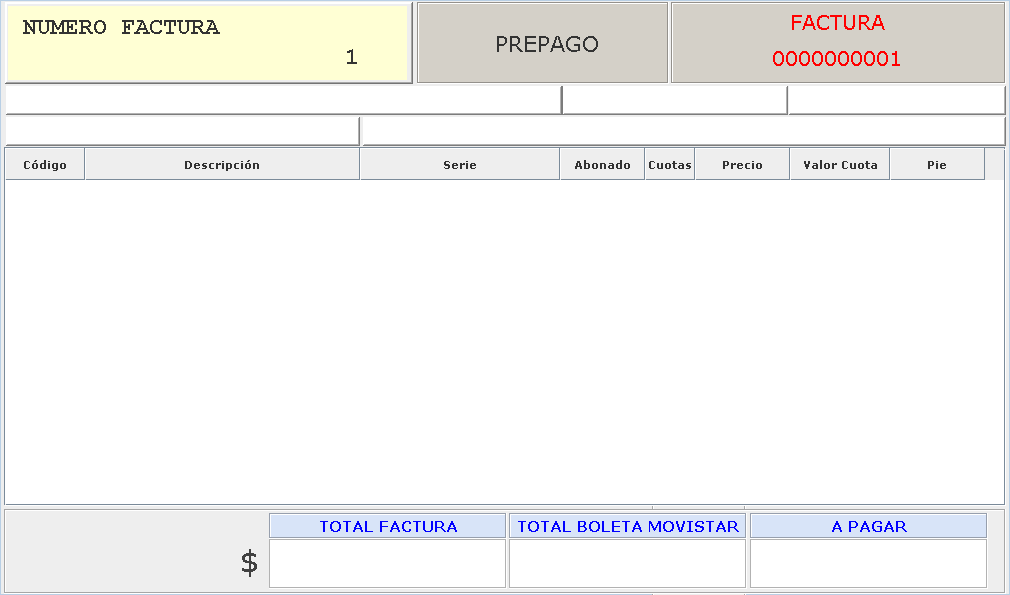 NUMERO FACTURA
1
PREPAGO
FACTURA
0000000001
Código Descripción Serie Abonado Cuotas Precio Valor Cuota Pie
TOTAL FACTURA TOTAL BOLETA MOVISTAR A PAGAR
$